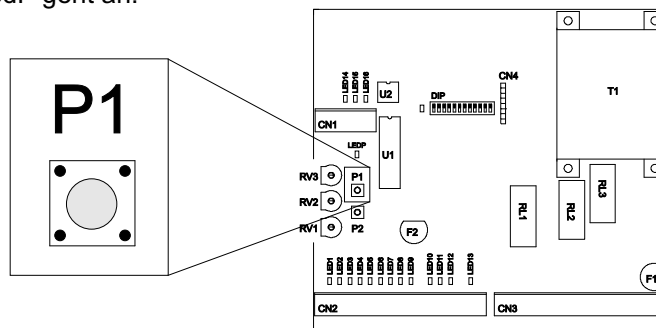 geht an.
P1
LED14
LED15
LED16
U2
DIP
CN4
T1
CN1
LEDP
U1
RV3
P1
RV2
RV1
P2
F2
RL1
RL2
RL3
LED1
LED2
LED3
LED4
LED5
LED6
LED7
LED8
LED9
LED10
LED11
LED12
LED13
F1
CN2
CN3